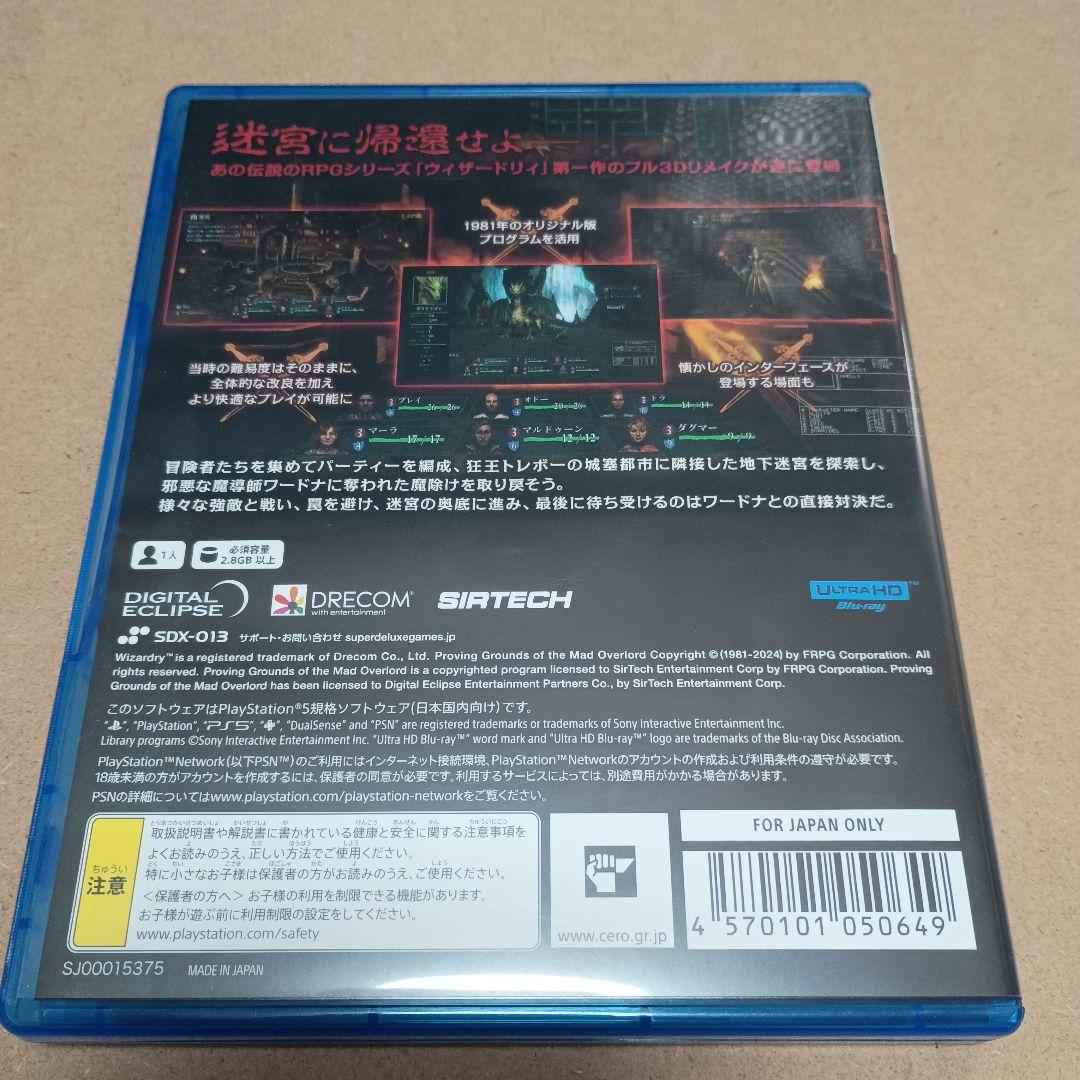 迷宮に帰還せよ
あの伝説のRPGシリーズ「ウィザードリィ」第一作のフル3Dリメイクが遂に登場
1981年のオリジナル版
プログラムを活用
当時の難易度はそのままに、
全体的な改良を加え
より快適なプレイが可能に
懐かしのインターフェースが
登場する場面も
3 プレイ 26/26
3 オドー 20/20
3 トラ 14/14
3 マーラ 17/17
3 マルドゥーン 12/12
3 ダグマー 9/9
冒険者たちを集めてパーティーを編成、狂王トレボーの城塞都市に隣接した地下迷宮を探索し、
邪悪な魔導師ワードナに奪われた魔除けを取り戻そう。
様々な強敵と戦い、罠を避け、迷宮の奥底に進み、最後に待ち受けるのはワードナとの直接対決だ。
1人
必須容量
2.8GB 以上
DIGITAL
ECLIPSE
DRECOM
with entertainment
SIRTECH
ULTRA HD
Blu-ray
SDX-013 サポート・お問い合わせ superdeluxegames.jp
Wizardry™ is a registered trademark of Drecom Co., Ltd. Proving Grounds of the Mad Overlord Copyright ©(1981-2024) by FRPG Corporation. All
rights reserved. Proving Grounds of the Mad Overlord is a copyrighted program licensed to SirTech Entertainment Corp by FRPG Corporation. Proving
Grounds of the Mad Overlord has been licensed to Digital Eclipse Entertainment Partners Co., by SirTech Entertainment Corp.
このソフトウェアはPlayStation®5規格ソフトウェア(日本国内向け)です。
"PS", "PlayStation", "PS5", "✚", "DualSense" and "PSN" are registered trademarks or trademarks of Sony Interactive Entertainment Inc.
Library programs ©Sony Interactive Entertainment Inc. "Ultra HD Blu-ray™" word mark and "Ultra HD Blu-ray™" logo are trademarks of the Blu-ray Disc Association.
PlayStation™Network(以下PSN™)のご利用にはインターネット接続環境、PlayStation™Networkのアカウントの作成および利用条件の遵守が必要です。
18歳未満の方がアカウントを作成するには、保護者の同意が必要です。利用するサービスによっては、別途費用がかかる場合があります。
PSNの詳細についてはwww.playstation.com/playstation-networkをご覧ください。
ちゅうい
注意
取扱説明書や解説書に書かれている健康と安全に関する注意事項を
よくお読みのうえ、正しい方法でご使用ください。
特に小さなお子様は保護者の方がお読みのうえ、ご使用ください。
<保護者の方へ> お子様の利用を制限できる機能があります。
お子様が遊ぶ前に利用制限の設定をしてください。
www.playstation.com/safety
www.cero.gr.jp
FOR JAPAN ONLY
4 570101 050649
SJ00015375 MADE IN JAPAN